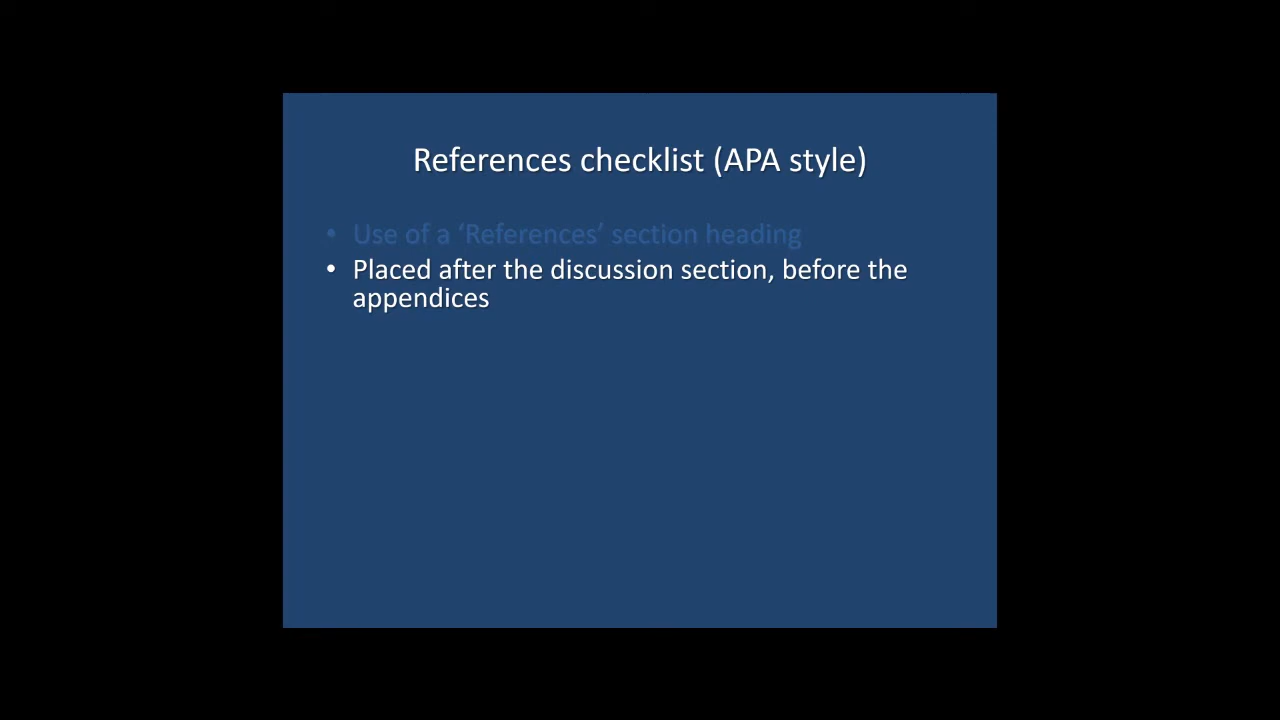 References checklist (APA style)
• Use of a ‘References’ section heading
• Placed after the discussion section, before the
appendices